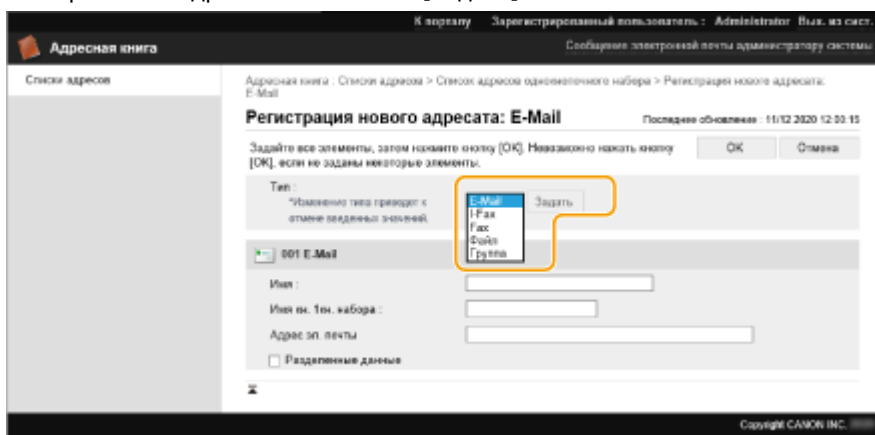 К порталу Зарегистрированный пользователь : Administrator Вых. из сист.
Адресная книга
Сообщение электронной почты администратору системы
Списки адресов
Адресная книга : Списки адресов > Список адресов однокнопочного набора > Регистрация нового адресата:
E-Mail
Регистрация нового адресата: E-Mail
Последнее обновление : 11/12 2020 12:00:15
Задайте все элементы, затем нажмите кнопку [OK]. Невозможно нажать кнопку
[OK], если не заданы некоторые элементы.
OK Отмена
Тип :
*Изменение типа приводит к
отмене введенных значений.
E-Mail Задать
I-Fax
Fax
Файл
Группа
001 E-Mail
Имя :
Имя кн. 1кн. набора :
Адрес эл. почты
Разделенные данные
Copyright CANON INC.